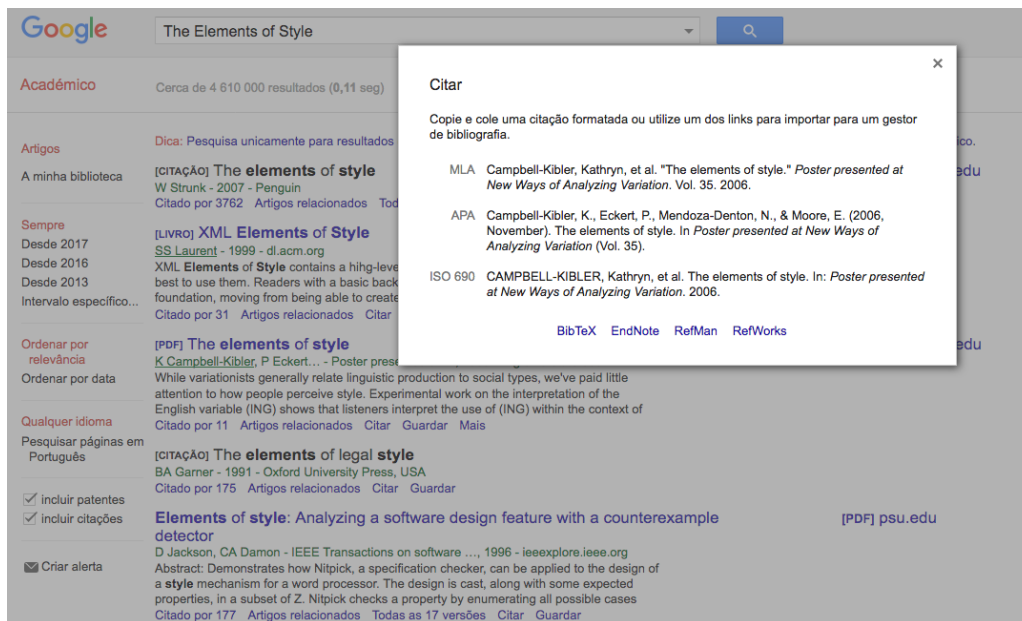 Google
The Elements of Style
Académico
Cerca de 4 610 000 resultados (0,11 seg)
Artigos
A minha biblioteca
Sempre
Desde 2017
Desde 2016
Desde 2013
Intervalo específico...
Ordenar por
relevância
Ordenar por data
Qualquer idioma
Pesquisar páginas em
Português
incluir patentes
incluir citações
Criar alerta
Dica: Pesquisa unicamente para resultados
ico.
[CITAÇÃO] The elements of style
edu
W Strunk - 2007 - Penguin
Citado por 3762 Artigos relacionados Tod
[LIVRO] XML Elements of Style
SS Laurent - 1999 - dl.acm.org
XML Elements of Style contains a hihg-leve
best to use them. Readers with a basic back
foundation, moving from being able to create
Citado por 31 Artigos relacionados Citar
[PDF] The elements of style
edu
K Campbell-Kibler, P Eckert... - Poster prese
While variationists generally relate linguistic production to social types, we've paid little
attention to how people perceive style. Experimental work on the interpretation of the
English variable (ING) shows that listeners interpret the use of (ING) within the context of
Citado por 11 Artigos relacionados Citar Guardar Mais
[CITAÇÃO] The elements of legal style
BA Garner - 1991 - Oxford University Press, USA
Citado por 175 Artigos relacionados Citar Guardar
Elements of style: Analyzing a software design feature with a counterexample
detector
[PDF] psu.edu
D Jackson, CA Damon - IEEE Transactions on software ..., 1996 - ieeexplore.ieee.org
Abstract: Demonstrates how Nitpick, a specification checker, can be applied to the design of
a style mechanism for a word processor. The design is cast, along with some expected
properties, in a subset of Z. Nitpick checks a property by enumerating all possible cases
Citado por 177 Artigos relacionados Todas as 17 versões Citar Guardar
×
Citar
Copie e cole uma citação formatada ou utilize um dos links para importar para um gestor
de bibliografia.
MLA Campbell-Kibler, Kathryn, et al. "The elements of style." Poster presented at
New Ways of Analyzing Variation. Vol. 35. 2006.
APA Campbell-Kibler, K., Eckert, P., Mendoza-Denton, N., & Moore, E. (2006,
November). The elements of style. In Poster presented at New Ways of
Analyzing Variation (Vol. 35).
ISO 690 CAMPBELL-KIBLER, Kathryn, et al. The elements of style. In: Poster presented
at New Ways of Analyzing Variation. 2006.
BibTeX EndNote RefMan RefWorks